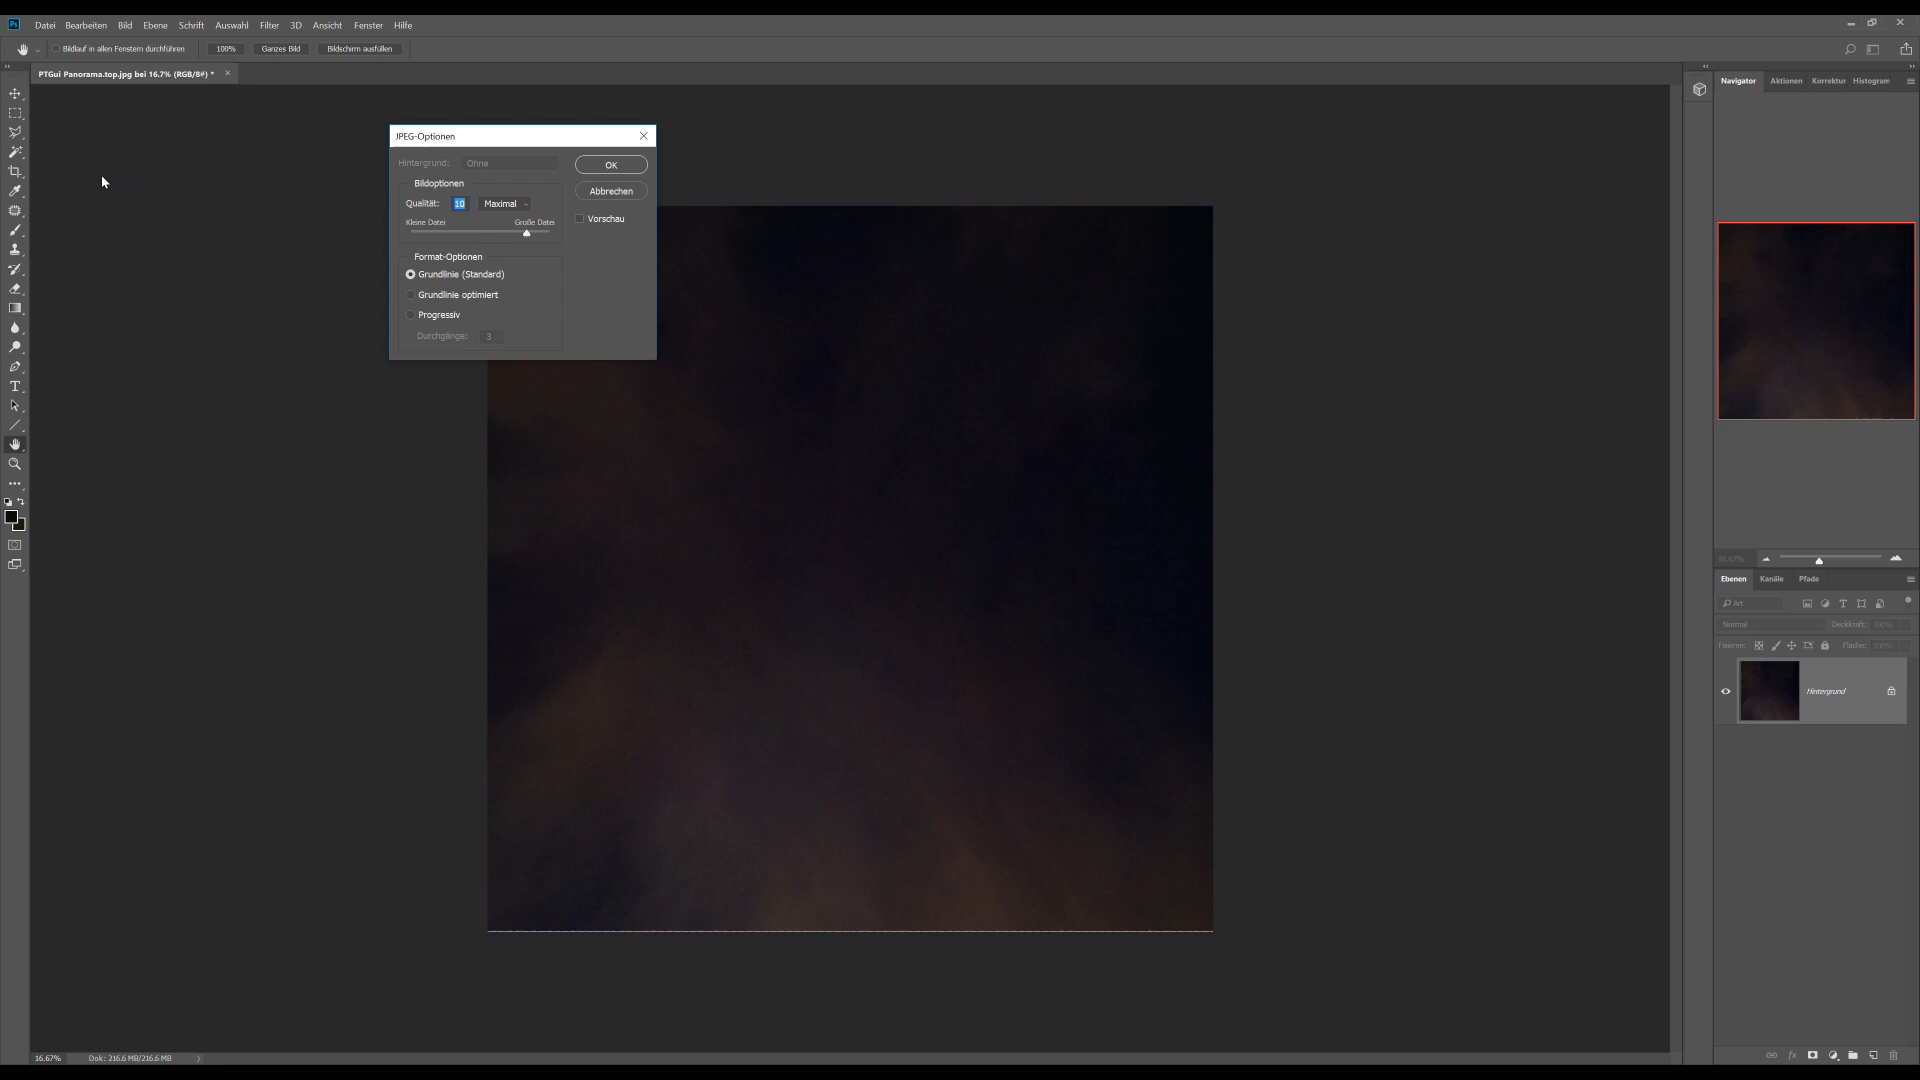 Ps Datei Bearbeiten Bild Ebene Schrift Auswahl Filter 3D Ansicht Fenster Hilfe
Bildlauf in allen Fenstern durchführen 100% Ganzes Bild Bildschirm ausfüllen
PTGui Panorama.top.jpg bei 16.7% (RGB/8#) *
Navigator Aktionen Korrektur Histogram
JPEG-Optionen
Hintergrund: Ohne
OK
Bildoptionen
Abbrechen
Qualität: 10 Maximal
Vorschau
Kleine Datei Große Datei
Format-Optionen
Grundlinie (Standard)
Grundlinie optimiert
Progressiv
Durchgänge: 3
16.67%
Ebenen Kanäle Pfade
Art
Normal Deckkraft: 100%
Fixieren: Fläche: 100%
Hintergrund
fx
16.67% Dok: 216.6 MB/216.6 MB